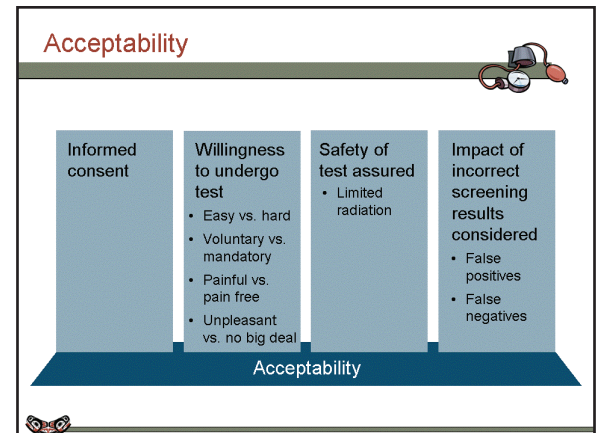 Acceptability
Informed
consent
Willingness
to undergo
test
• Easy vs. hard
• Voluntary vs.
mandatory
• Painful vs.
pain free
• Unpleasant
vs. no big deal
Safety of
test assured
• Limited
radiation
Impact of
incorrect
screening
results
considered
• False
positives
• False
negatives
Acceptability